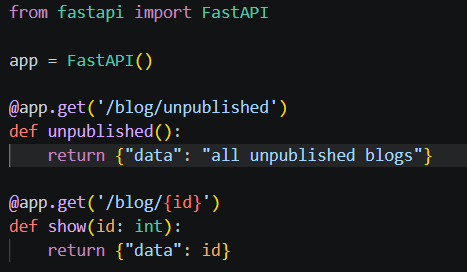 from fastapi import FastAPI
app = FastAPI()
@app.get('/blog/unpublished')
def unpublished():
    return {"data": "all unpublished blogs"}
@app.get('/blog/{id}')
def show(id: int):
    return {"data": id}